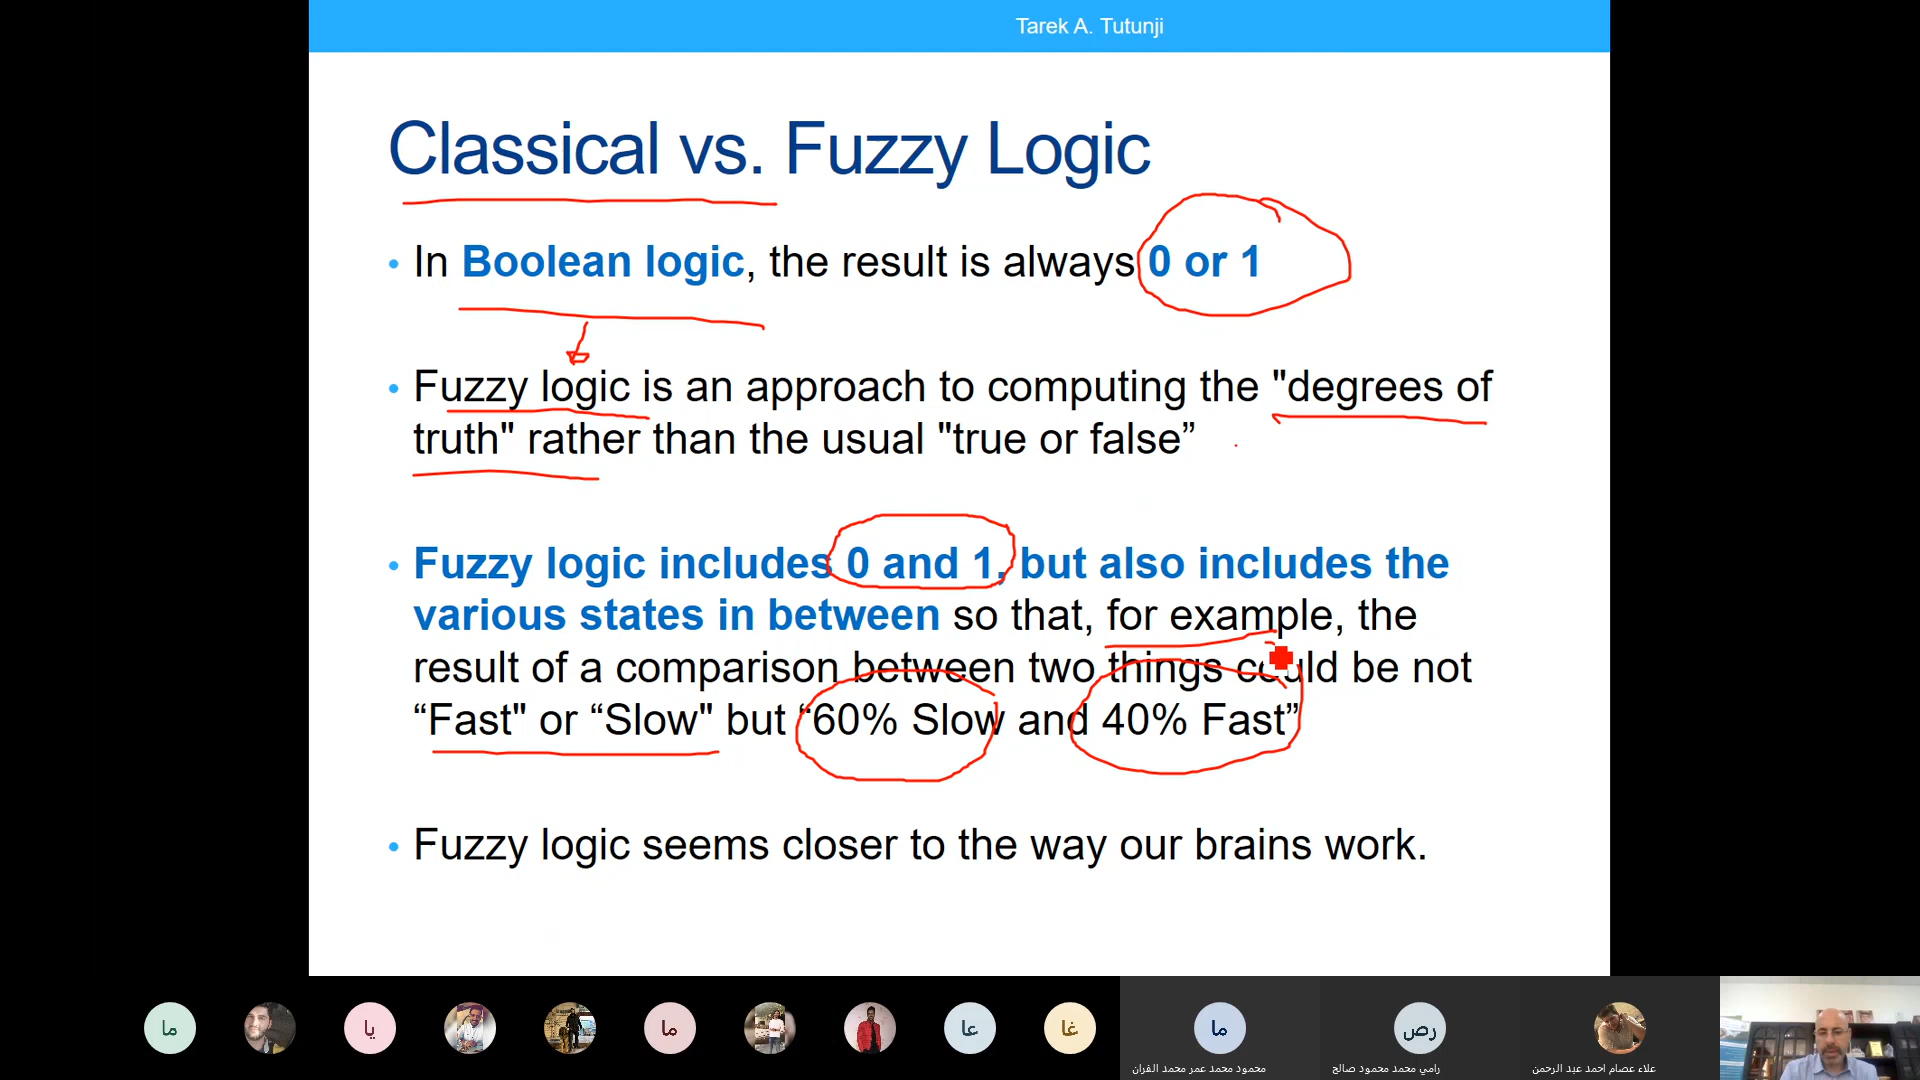 Tarek A. Tutunji
Classical vs. Fuzzy Logic
• In Boolean logic, the result is always 0 or 1
• Fuzzy logic is an approach to computing the "degrees of
truth" rather than the usual "true or false”
• Fuzzy logic includes 0 and 1, but also includes the
various states in between so that, for example, the
result of a comparison between two things could be not
“Fast" or “Slow" but “60% Slow and 40% Fast”
• Fuzzy logic seems closer to the way our brains work.
ما
یا
ما
عا
غا
ما
رص
محمود محمد عمر محمد القران
رامي محمد محمود صالح
علاء عصام احمد عبد الرحمن